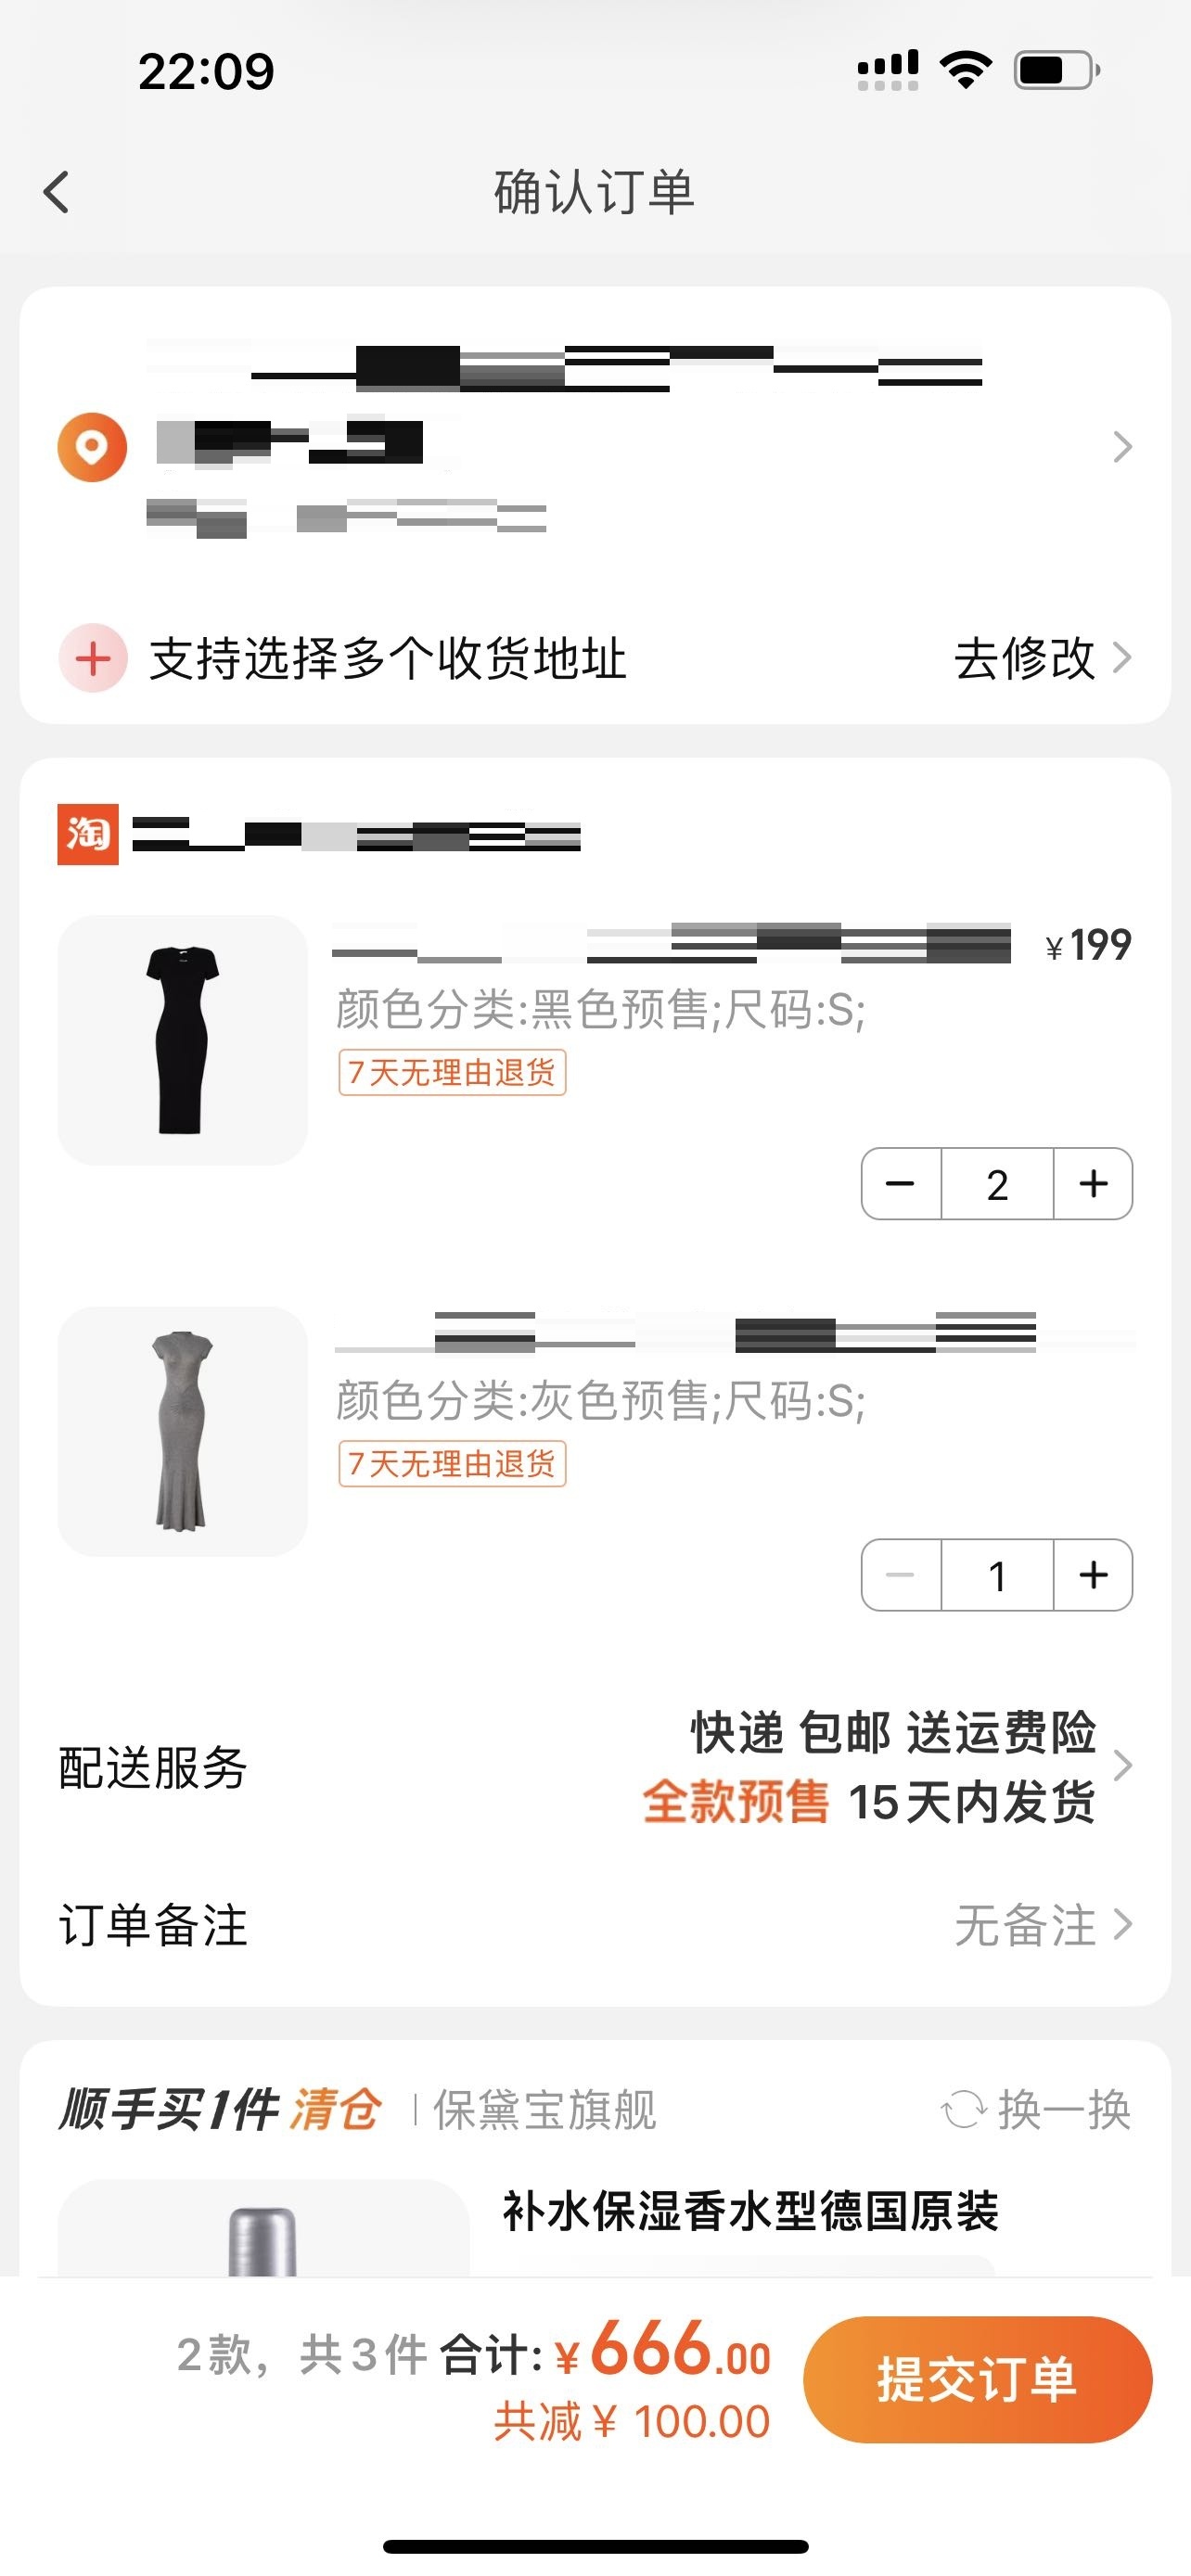 22:09
确认订单
支持选择多个收货地址 去修改
淘
¥199
颜色分类:黑色预售;尺码:S;
7天无理由退货
2
颜色分类:灰色预售;尺码:S;
7天无理由退货
1
快递 包邮 送运费险
配送服务
全款预售 15天内发货
订单备注 无备注
顺手买1件 清仓 保黛宝旗舰 换一换
补水保湿香水型德国原装
2款，共3件 合计:¥666.00
共减¥ 100.00
提交订单